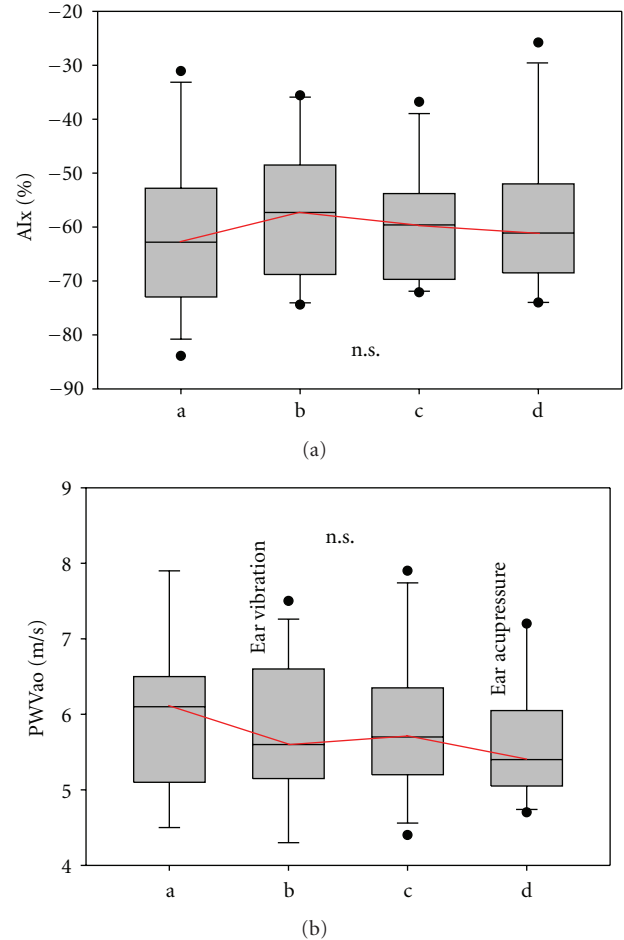 −20
−30
−40
−50
−60
−70
−80
−90
AIx (%)
n.s.
a b c d
(a)
9
8
7
6
5
4
PWVao (m/s)
Ear vibration
n.s.
Ear acupressure
a b c d
(b)